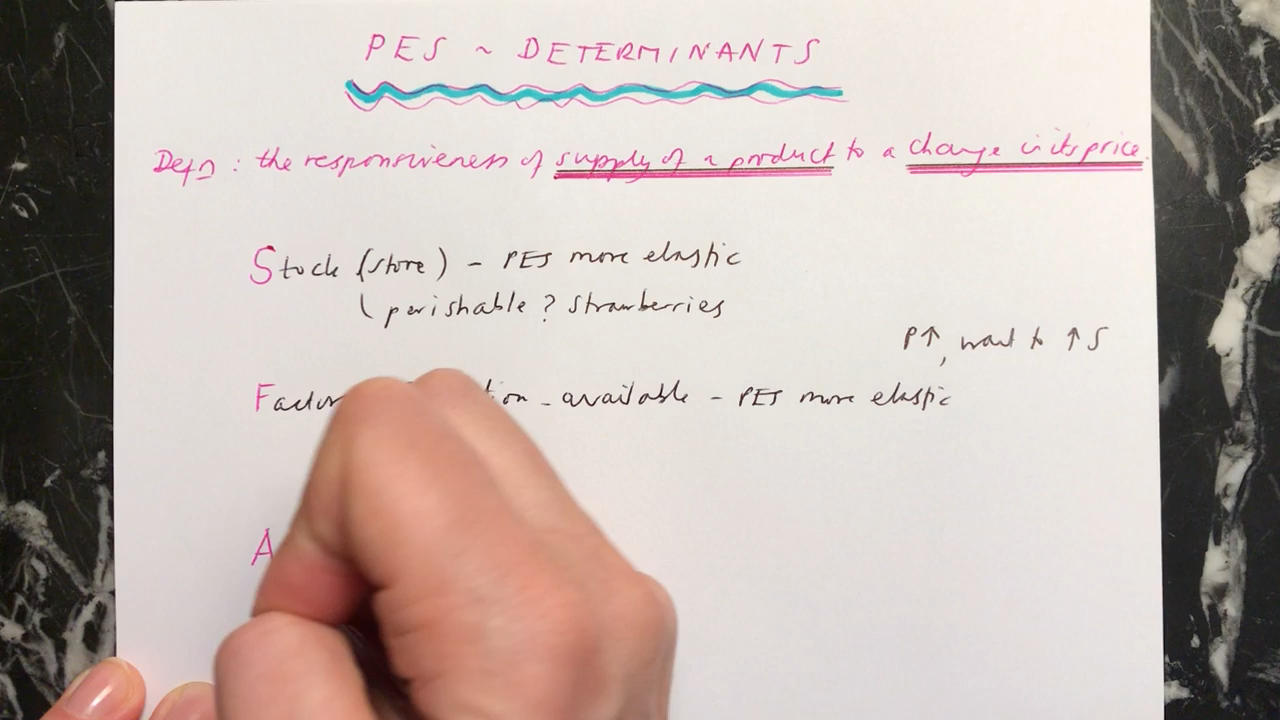 PES ~ DETERMINANTS
Defn : the responsiveness of supply of a product to a change in its price.
Stock (store) - PES more elastic
( perishable ? strawberries
P↑, want to ↑ S
Factor - available - PES more elastic
A